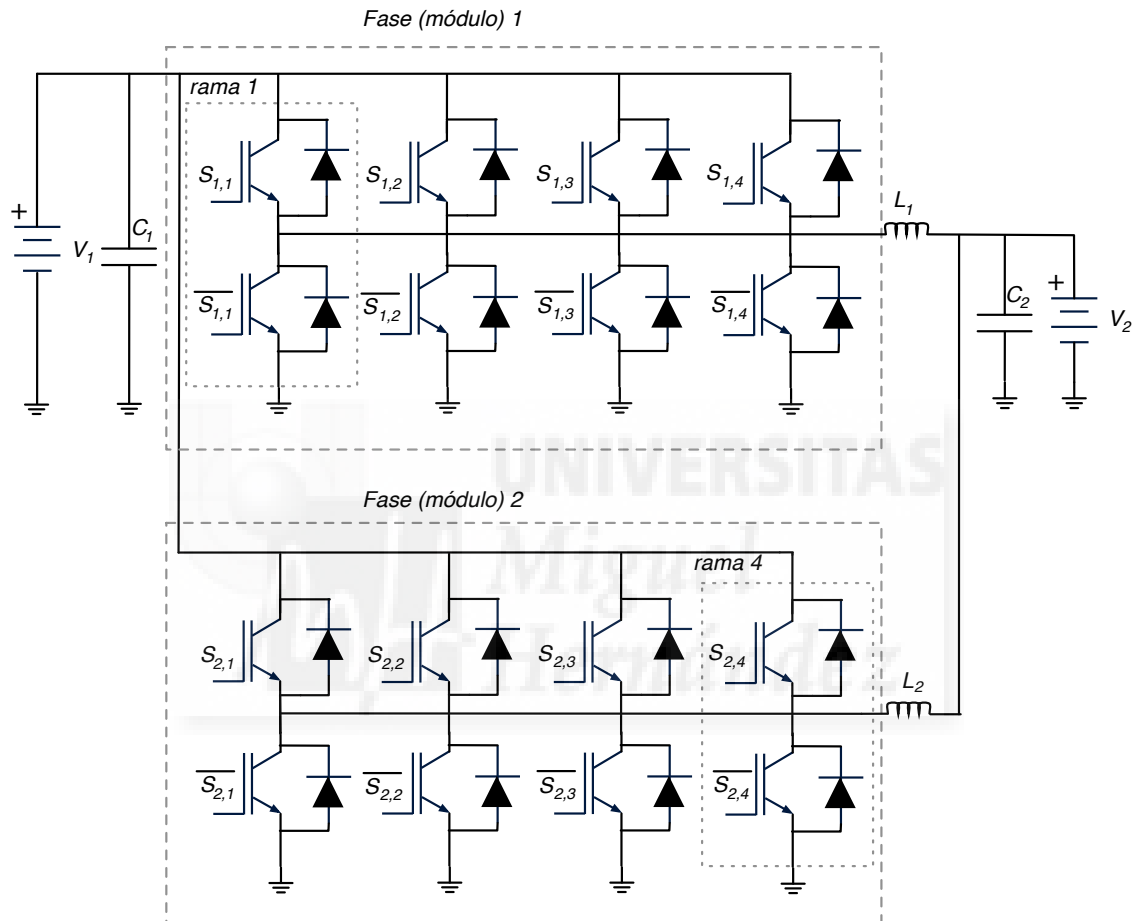 Fase (módulo) 1
rama 1
S1,1
S1,2
S1,3
S1,4
L1
+
V1
C1
S1,1
S1,2
S1,3
S1,4
+
C2
V2
UNIVERSITAS
Miguel
Hernández
Fase (módulo) 2
rama 4
S2,1
S2,2
S2,3
S2,4
L2
S2,1
S2,2
S2,3
S2,4